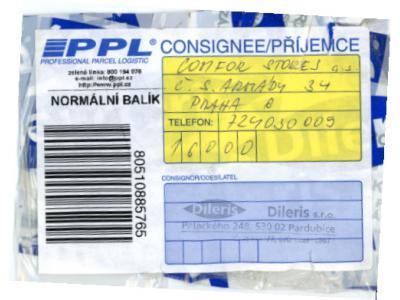 PPL
PROFESSIONAL PARCEL LOGISTIC
zelená linka: 800 194 076
e-mail: info@ppl.cz
http://www.ppl.cz
NORMÁLNÍ BALÍK
80510885765
CONSIGNEE/PŘÍJEMCE
COMFOR STORES a.s.
Č. S. ARMÁDY 34
PRAHA 6
TELEFON: 724030009
16000
CONSIGNOR/ODESÍLATEL
Dileris Dileris s.r.o.
Palackého 248, 530 02 Pardubice